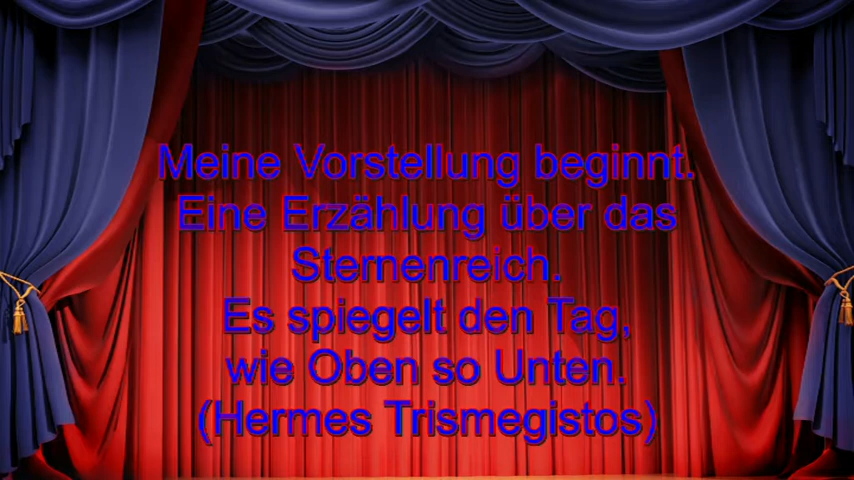 Meine Vorstellung beginnt.
Eine Erzählung über das
Sternenreich.
Es spiegelt den Tag,
wie Oben so Unten.
(Hermes Trismegistos)